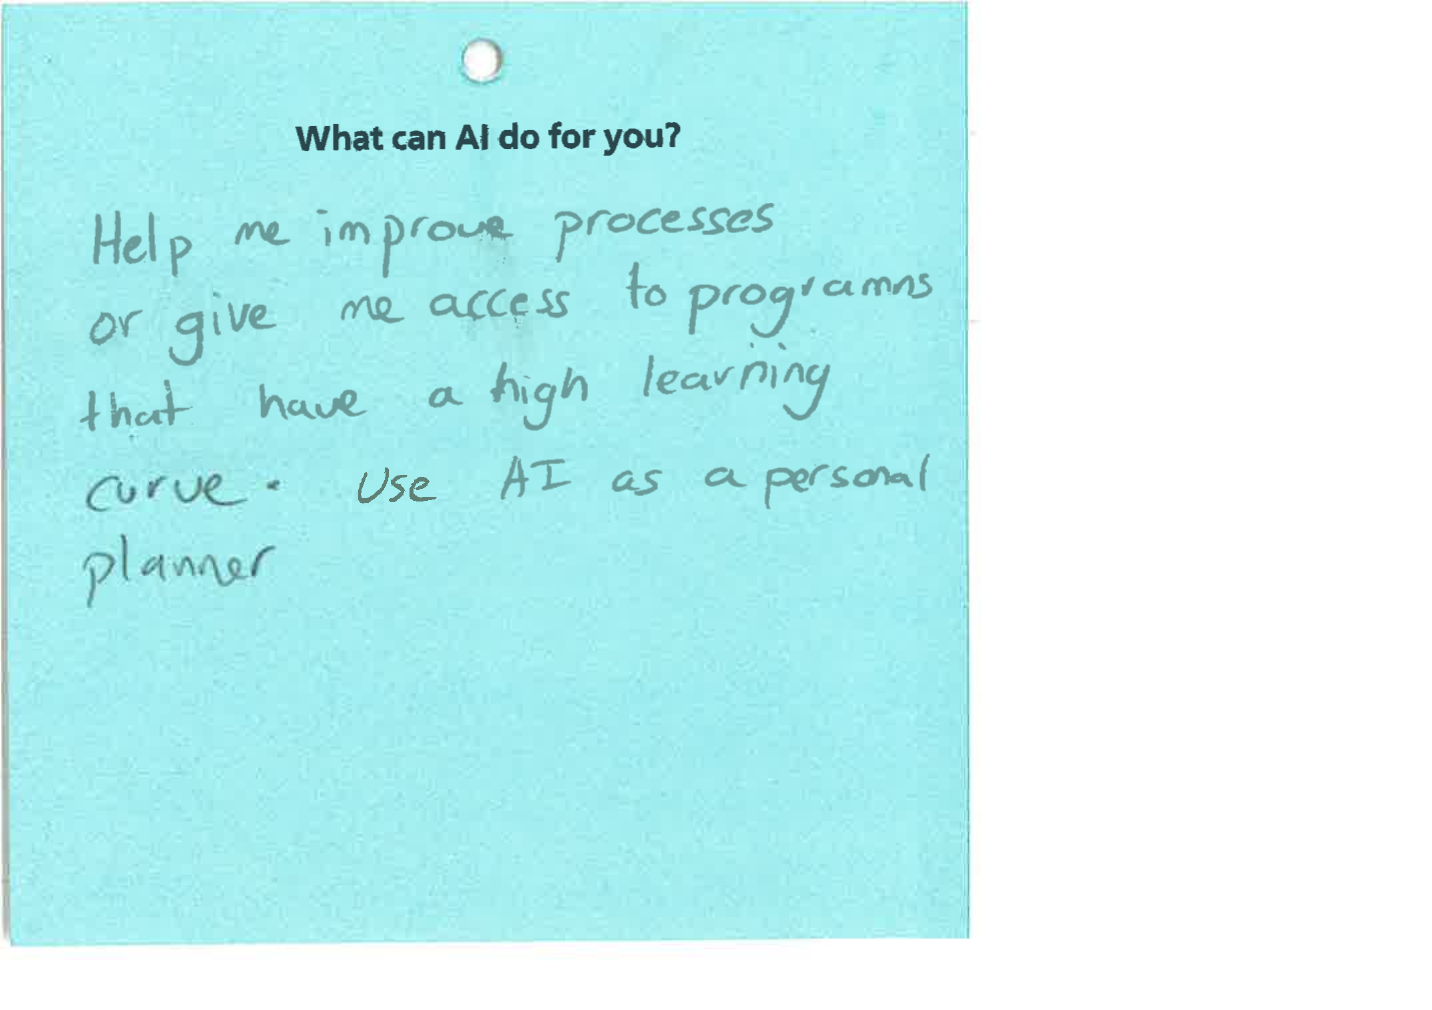 What can AI do for you?
Help me improve processes
or give me access to programns
that have a high learning
curve. Use AI as a personal
planner